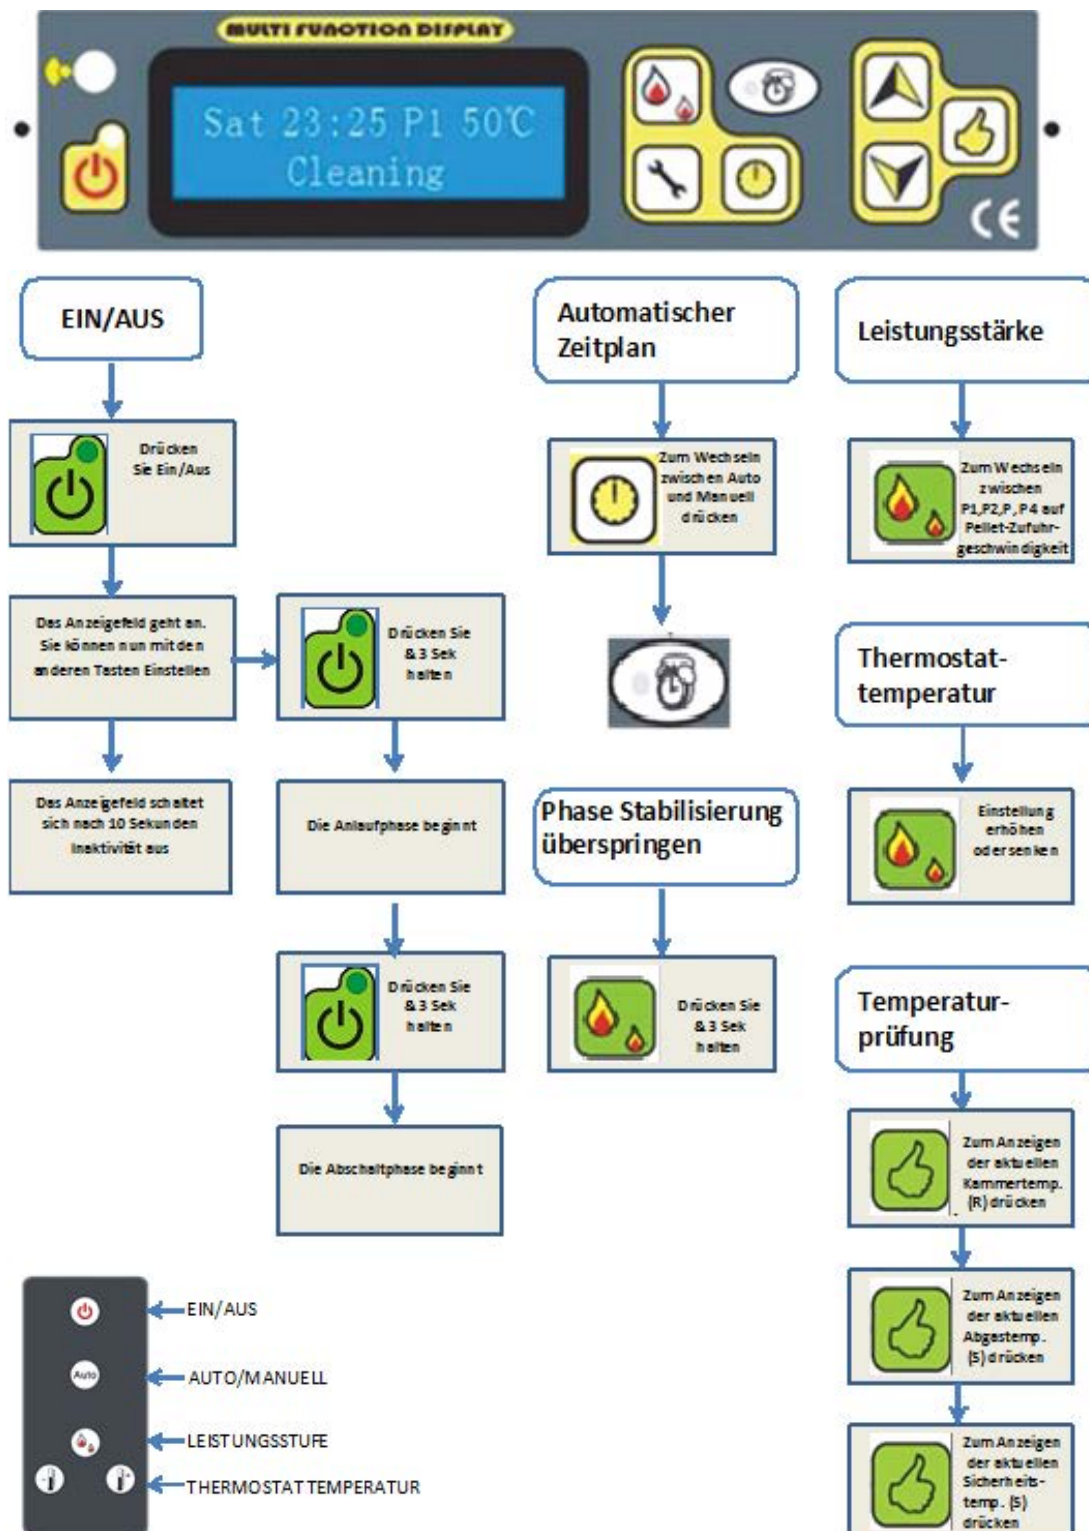 MULTI FUNCTION DISPLAY
Sat 23:25 P1 50℃
Cleaning
CE
EIN/AUS
Drücken
Sie Ein/Aus
Das Anzeigefeld geht an.
Sie können nun mit den
anderen Tasten Einstellen
Das Anzeigefeld schaltet
sich nach 10 Sekunden
Inaktivität aus
Drücken Sie
& 3 Sek
halten
Die Anlaufphase beginnt
Drücken Sie
& 3 Sek
halten
Die Abschaltphase beginnt
Automatischer
Zeitplan
Zum Wechseln
zwischen Auto
und Manuell
drücken
Phase Stabilisierung
überspringen
Drücken Sie
& 3 Sek
halten
Leistungsstärke
Zum Wechseln
zwischen
P1,P2,P, P4 auf
Pellet-Zufuhr-
geschwindigkeit
Thermostat-
temperatur
Einstellung
erhöhen
oder senken
Temperatur-
prüfung
Zum Anzeigen
der aktuellen
Kammertemp.
(R) drücken
Zum Anzeigen
der aktuellen
Abgastemp.
(S) drücken
Zum Anzeigen
der aktuellen
Sicherheits-
temp. (S)
drücken
EIN/AUS
Auto
AUTO/MANUELL
LEISTUNGSSTUFE
THERMOSTAT TEMPERATUR